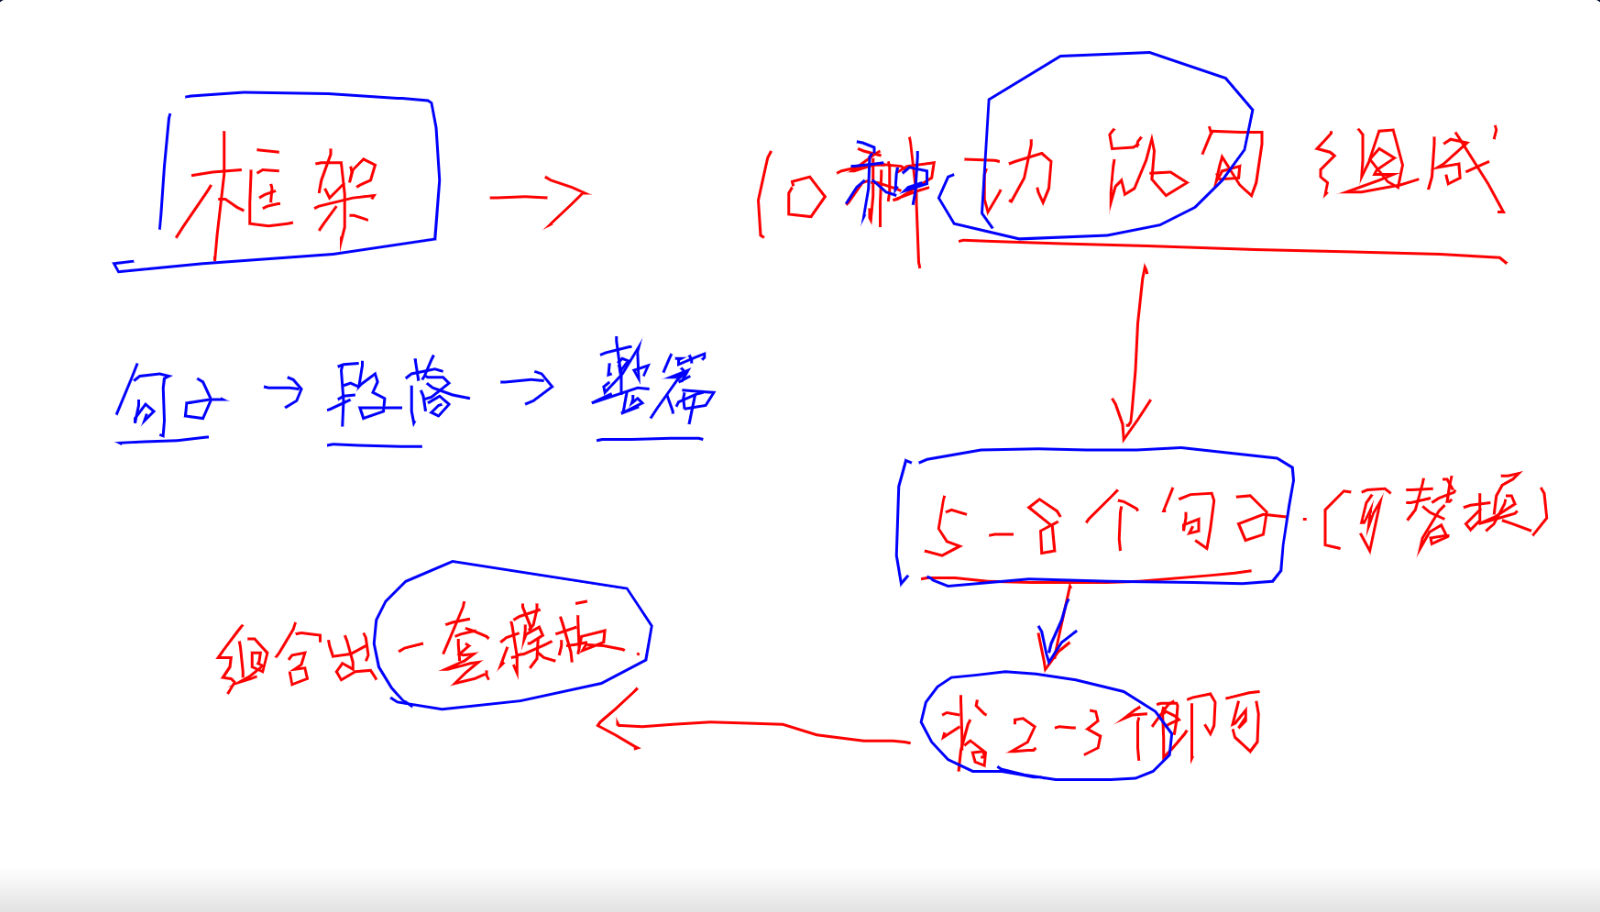 框架 → 10种功能句组成
句子 → 段落 → 整篇
5-8个句子.(可替换)
组合出一套模板.
背2-3个即可